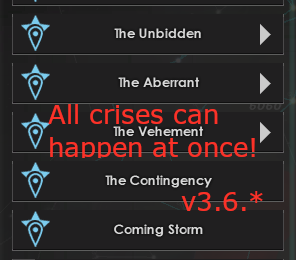 The Unbidden
The Aberrant
All crises can
The Vehement
happen at once!
The Contingency
v3.6.*
Coming Storm